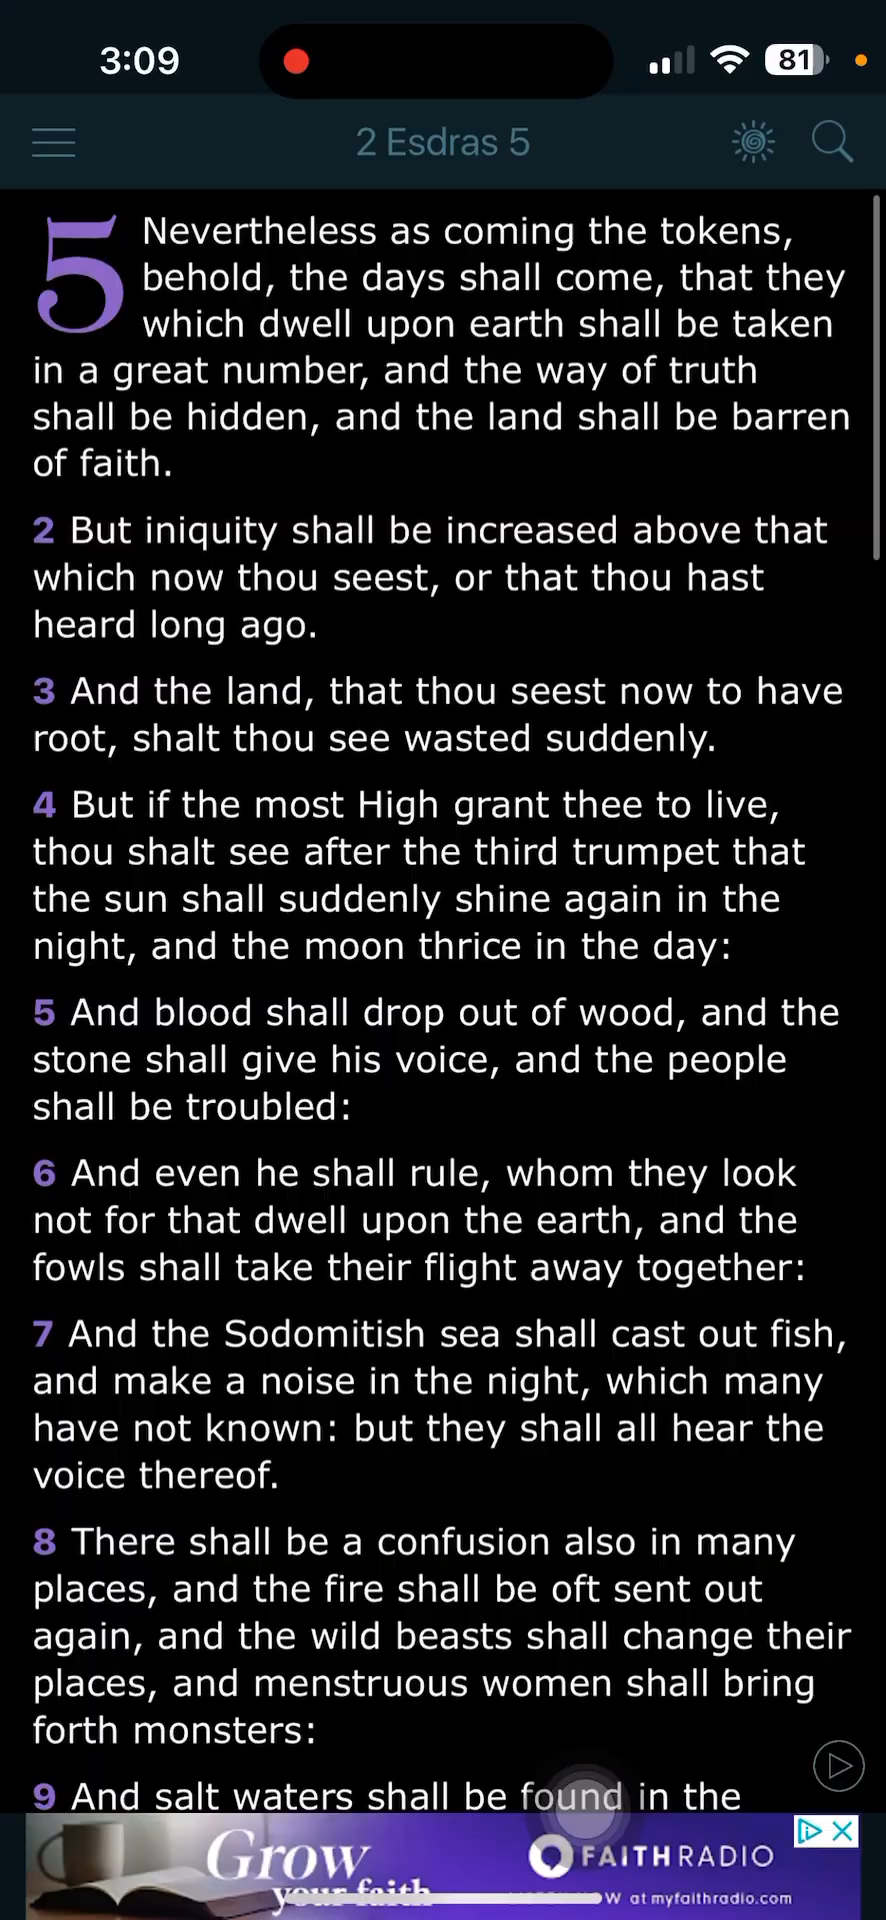 3:09
81
2 Esdras 5
5 Nevertheless as coming the tokens,
behold, the days shall come, that they
which dwell upon earth shall be taken
in a great number, and the way of truth
shall be hidden, and the land shall be barren
of faith.
2 But iniquity shall be increased above that
which now thou seest, or that thou hast
heard long ago.
3 And the land, that thou seest now to have
root, shalt thou see wasted suddenly.
4 But if the most High grant thee to live,
thou shalt see after the third trumpet that
the sun shall suddenly shine again in the
night, and the moon thrice in the day:
5 And blood shall drop out of wood, and the
stone shall give his voice, and the people
shall be troubled:
6 And even he shall rule, whom they look
not for that dwell upon the earth, and the
fowls shall take their flight away together:
7 And the Sodomitish sea shall cast out fish,
and make a noise in the night, which many
have not known: but they shall all hear the
voice thereof.
8 There shall be a confusion also in many
places, and the fire shall be oft sent out
again, and the wild beasts shall change their
places, and menstruous women shall bring
forth monsters:
9 And salt waters shall be found in the
Grow
your faith
FAITH RADIO
W at myfaithradio.com